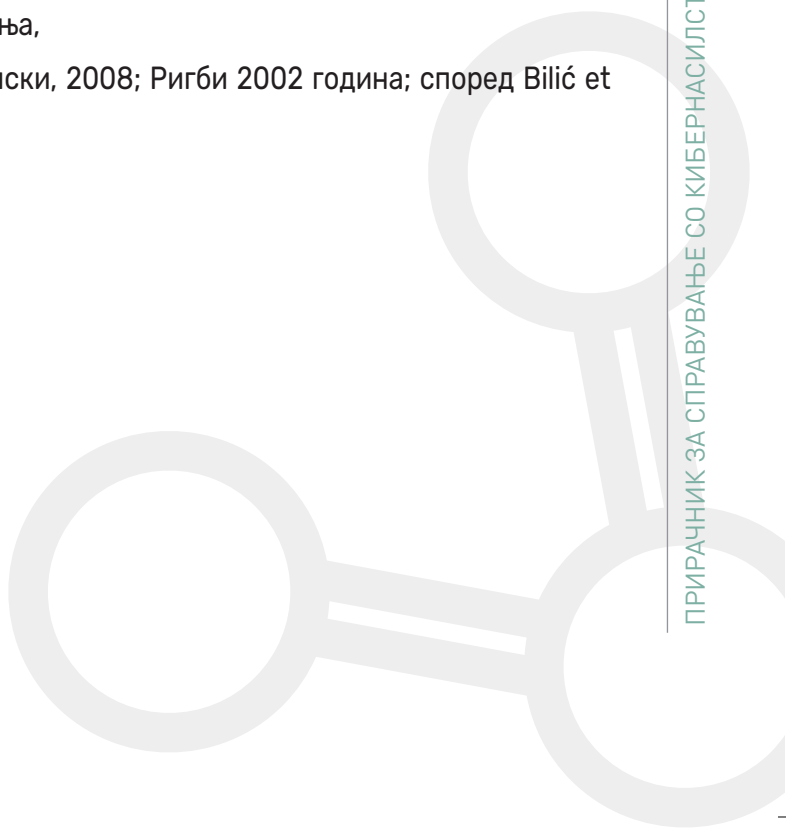 ња,
ски, 2008; Ригби 2002 година; според Bilić et
ПРИРАЧНИК ЗА СПРАВУВАЊЕ СО КИБЕРНАСИЛСТ